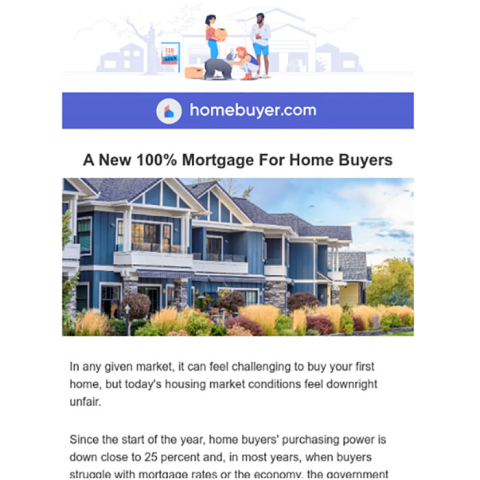 FOR
homebuyer.com
A New 100% Mortgage For Home Buyers
In any given market, it can feel challenging to buy your first
home, but today's housing market conditions feel downright
unfair.
Since the start of the year, home buyers' purchasing power is
down close to 25 percent and, in most years, when buyers
struggle with mortgage rates or the economy, the government